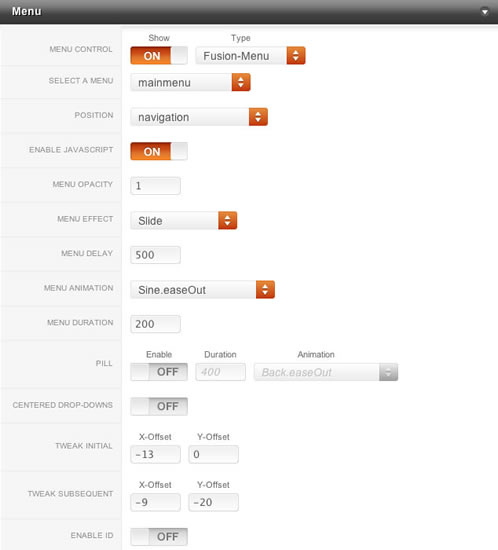 Menu
Show Type
MENU CONTROL ON Fusion-Menu
SELECT A MENU mainmenu
POSITION navigation
ENABLE JAVASCRIPT ON
MENU OPACITY 1
MENU EFFECT Slide
MENU DELAY 500
MENU ANIMATION Sine.easeOut
MENU DURATION 200
Enable Duration Animation
PILL OFF 400 Back.easeOut
CENTERED DROP-DOWNS OFF
X-Offset Y-Offset
TWEAK INITIAL -13 0
X-Offset Y-Offset
TWEAK SUBSEQUENT -9 -20
ENABLE ID OFF